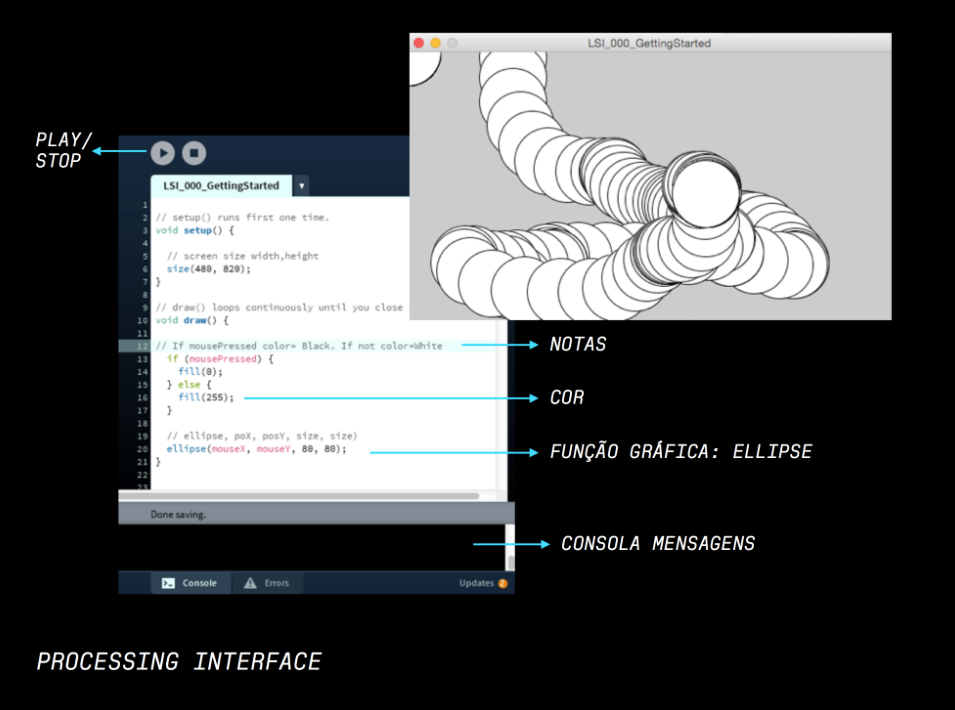 LSI_000_GettingStarted
PLAY/
STOP
LSI_000_GettingStarted
1
2 // setup() runs first one time.
3 void setup() {
4
5 // screen size width,height
6 size(480, 820);
7 }
8
9 // draw() loops continuously until you close
10 void draw() {
11
12 // If mousePressed color= Black. If not color=White
13 if (mousePressed) {
14 fill(0);
15 } else {
16 fill(255);
17 }
18
19 // ellipse, poX, posY, size, size)
20 ellipse(mouseX, mouseY, 80, 80);
21 }
22
23
NOTAS
COR
FUNÇÃO GRÁFICA: ELLIPSE
Done saving.
CONSOLA MENSAGENS
Console
Errors
Updates 2
PROCESSING INTERFACE